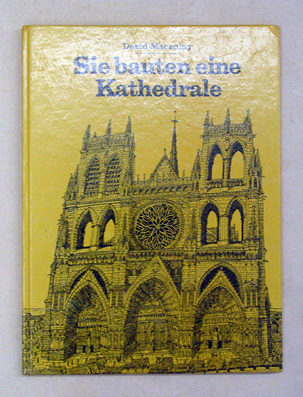 David Macaulay
Sie bauten eine
Kathedrale